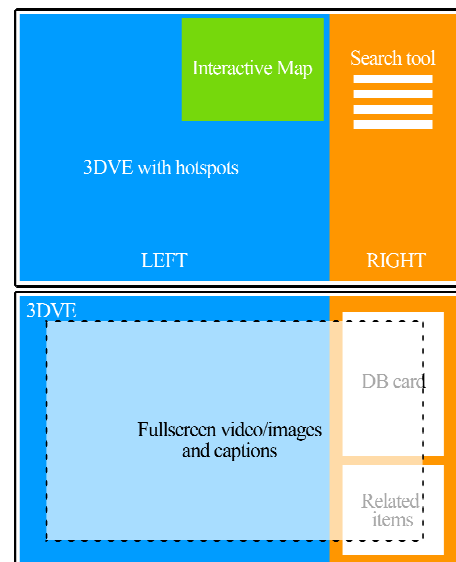 Interactive Map
Search tool
3DVE with hotspots
LEFT
RIGHT
3DVE
DB card
Fullscreen video/images
and captions
Related
items